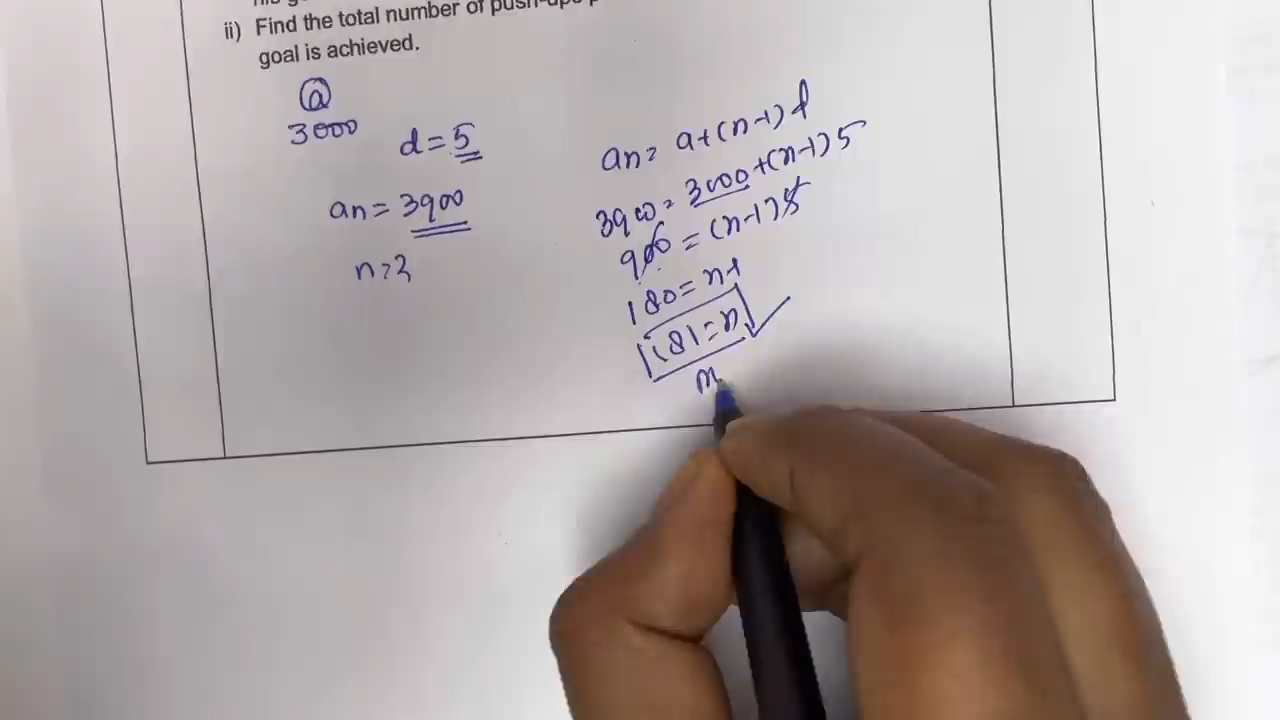 ii) Find the total number of push-ups
goal is achieved.
a
3000
d = 5
an = 3900
n = ?
an = a + (n-1) d
3900 = 3000 + (n-1) 5
900 = (n-1) 5
180 = n-1
181 = n